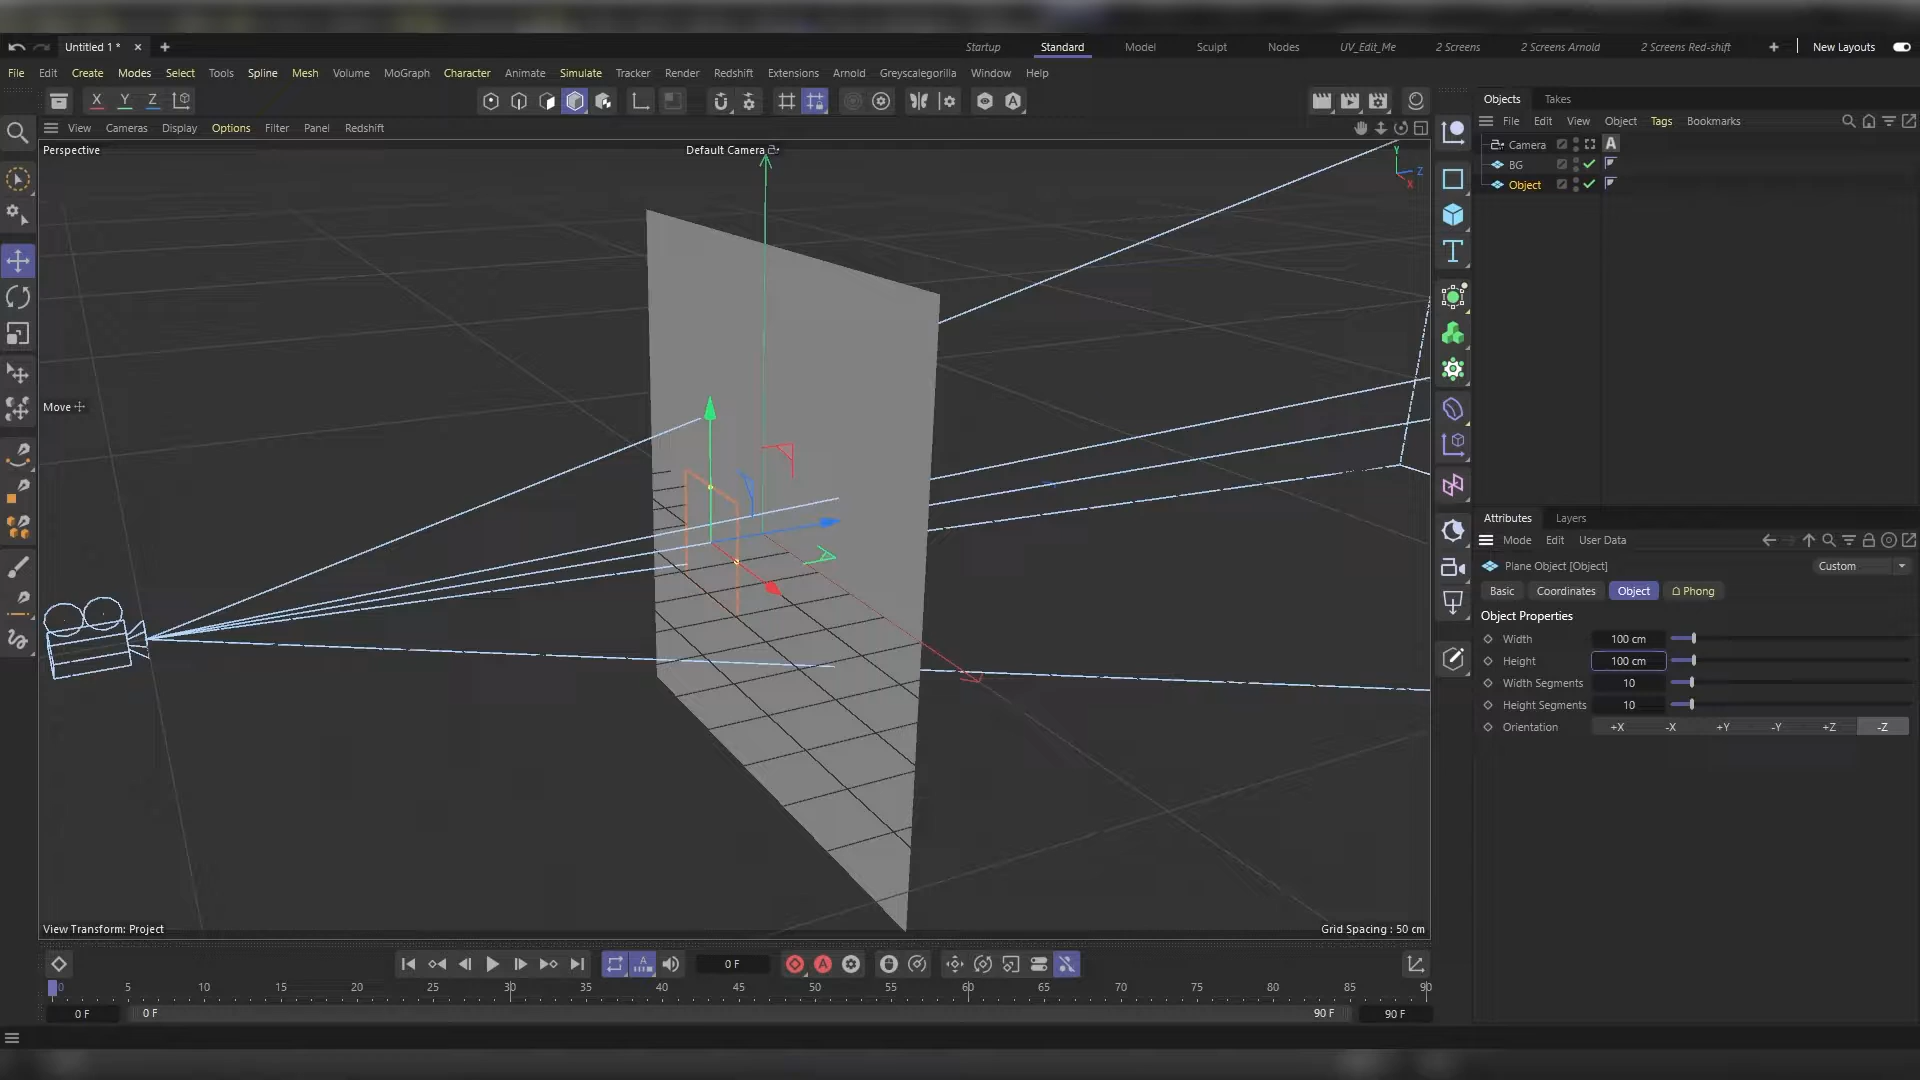 Untitled 1 *
Startup Standard Model Sculpt Nodes UV_Edit_Me 2 Screens 2 Screens Arnold 2 Screens Red-shift New Layouts
File Edit Create Modes Select Tools Spline Mesh Volume MoGraph Character Animate Simulate Tracker Render Redshift Extensions Arnold Greyscalegorilla Window Help
X Y Z
Objects Takes
File Edit View Object Tags Bookmarks
View Cameras Display Options Filter Panel Redshift
Perspective
Default Camera
Y
Z
X
Camera
BG
Object
Move
Attributes Layers
Mode Edit User Data
Plane Object [Object]
Custom
Basic Coordinates Object Phong
Object Properties
Width 100 cm
Height 100 cm
Width Segments 10
Height Segments 10
Orientation +X -X +Y -Y +Z -Z
View Transform: Project
Grid Spacing : 50 cm
0 F
0 5 10 15 20 25 30 35 40 45 50 55 60 65 70 75 80 85 90
0 F 0 F 90 F 90 F